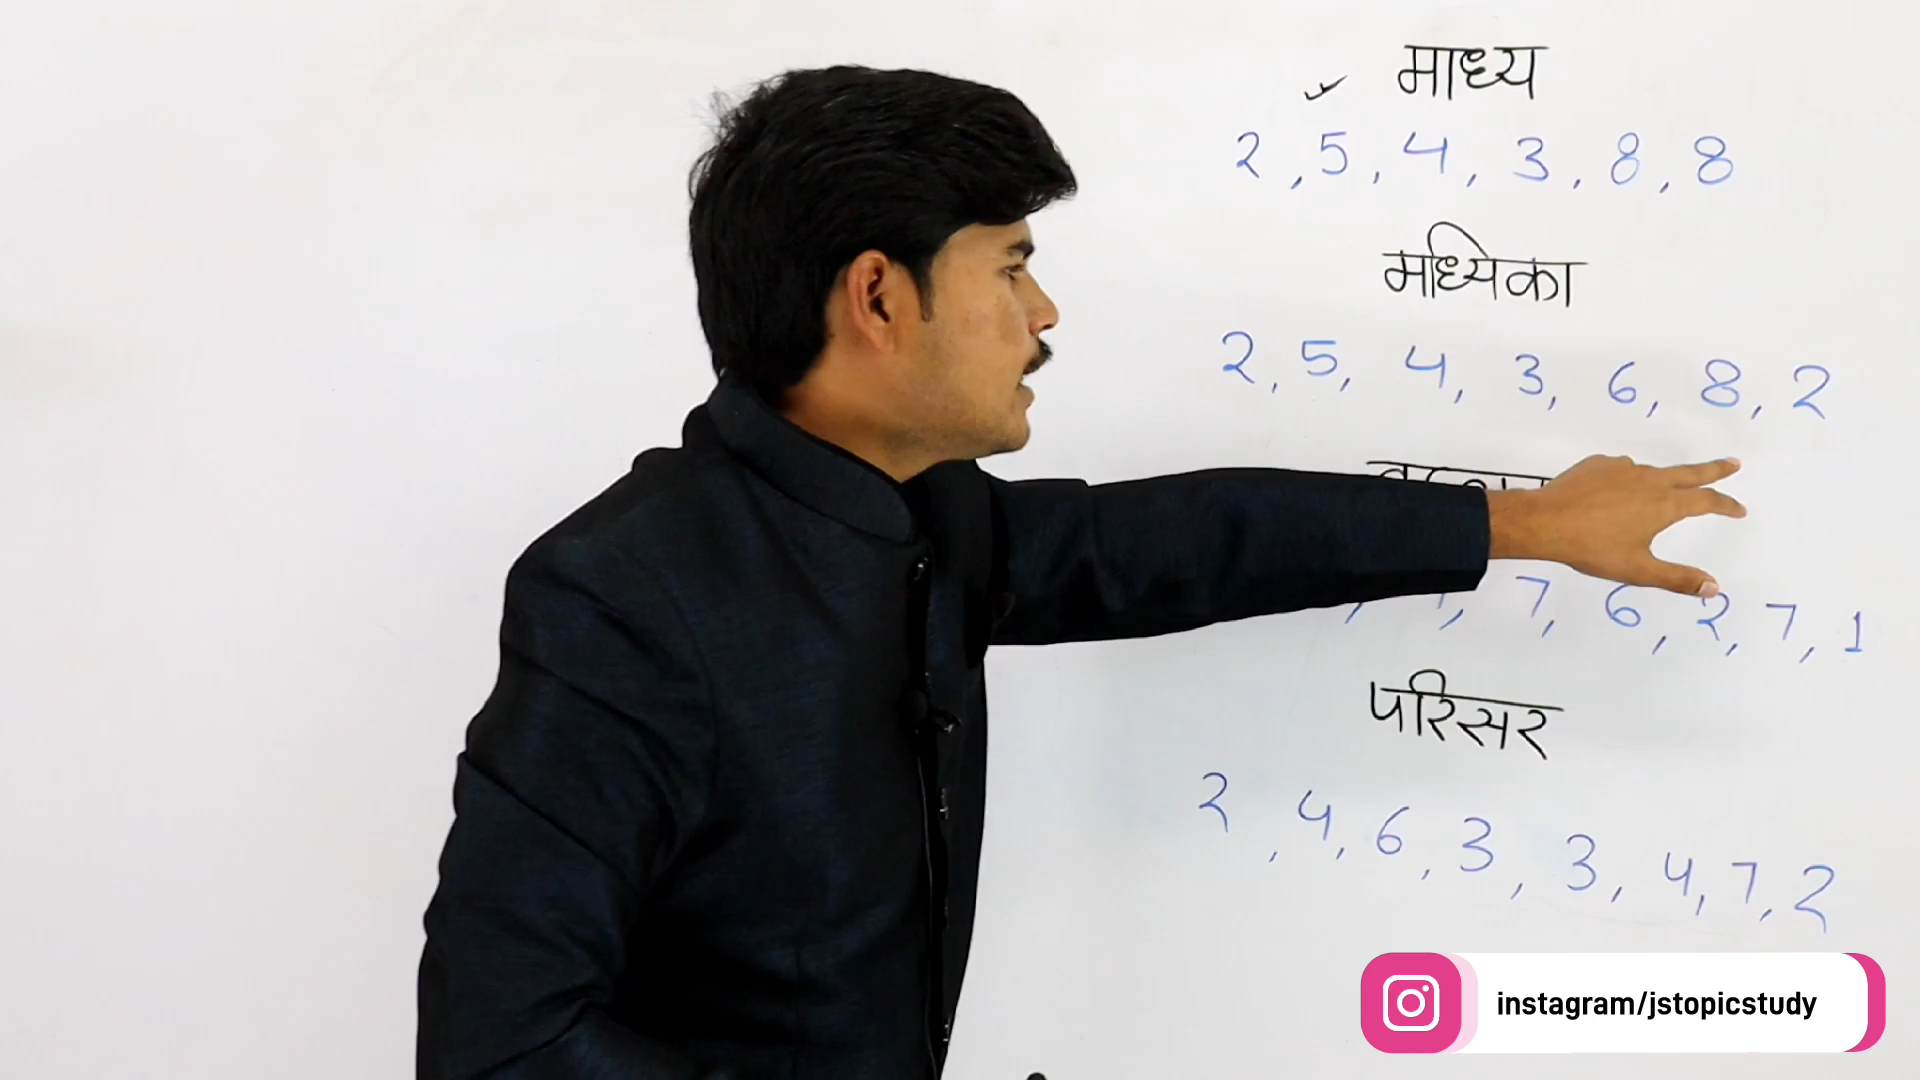 माध्य
2, 5, 4, 3, 8, 8
मध्यिका
2, 5, 4, 3, 6, 8, 2
7, 6, 2, 7, 1
परिसर
2, 4, 6, 3, 3, 4, 7, 2
instagram/jstopicstudy